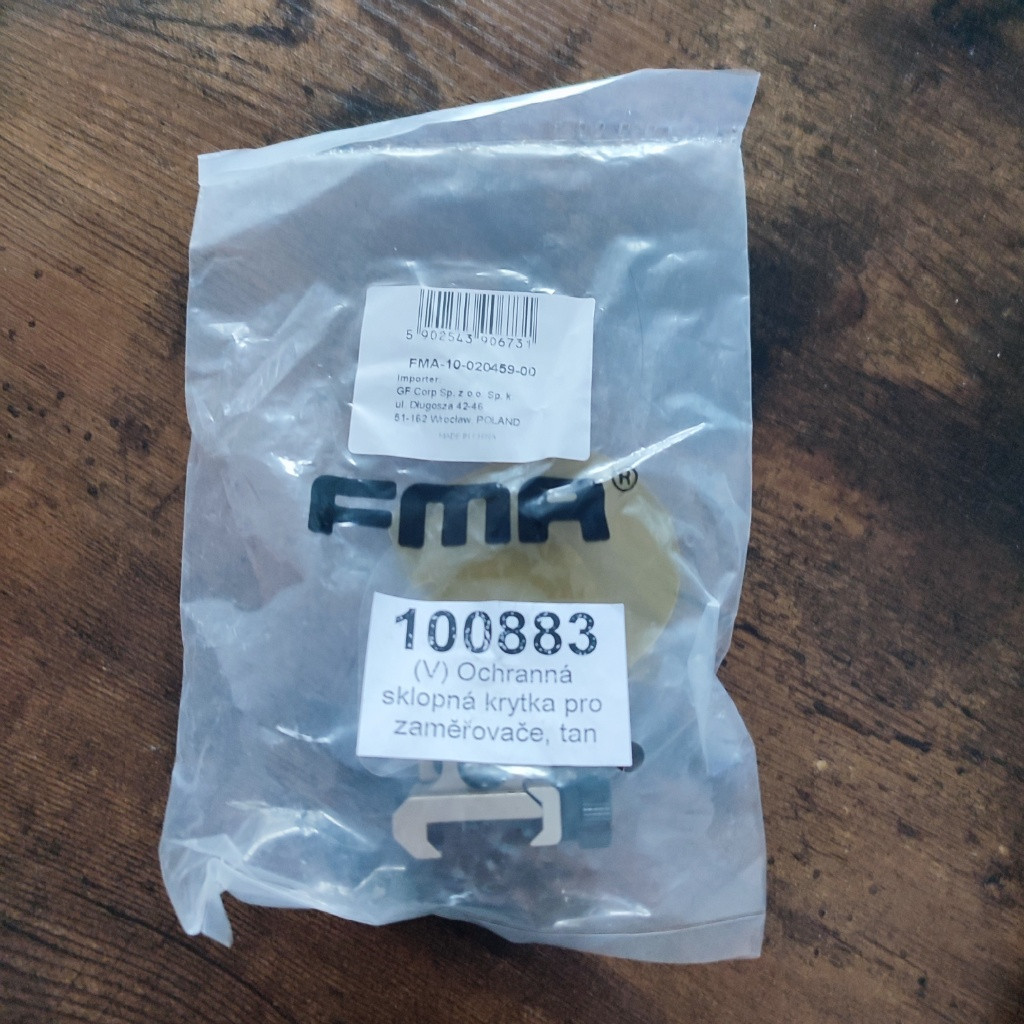 5 902543 906731
FMA-10-020459-00
Importer:
GF Corp Sp. z o.o. Sp. k
ul. Długosza 42-46
51-162 Wrocław, POLAND
FMA®
100883
(V) Ochranná
sklopná krytka pro
zaměřovače, tan